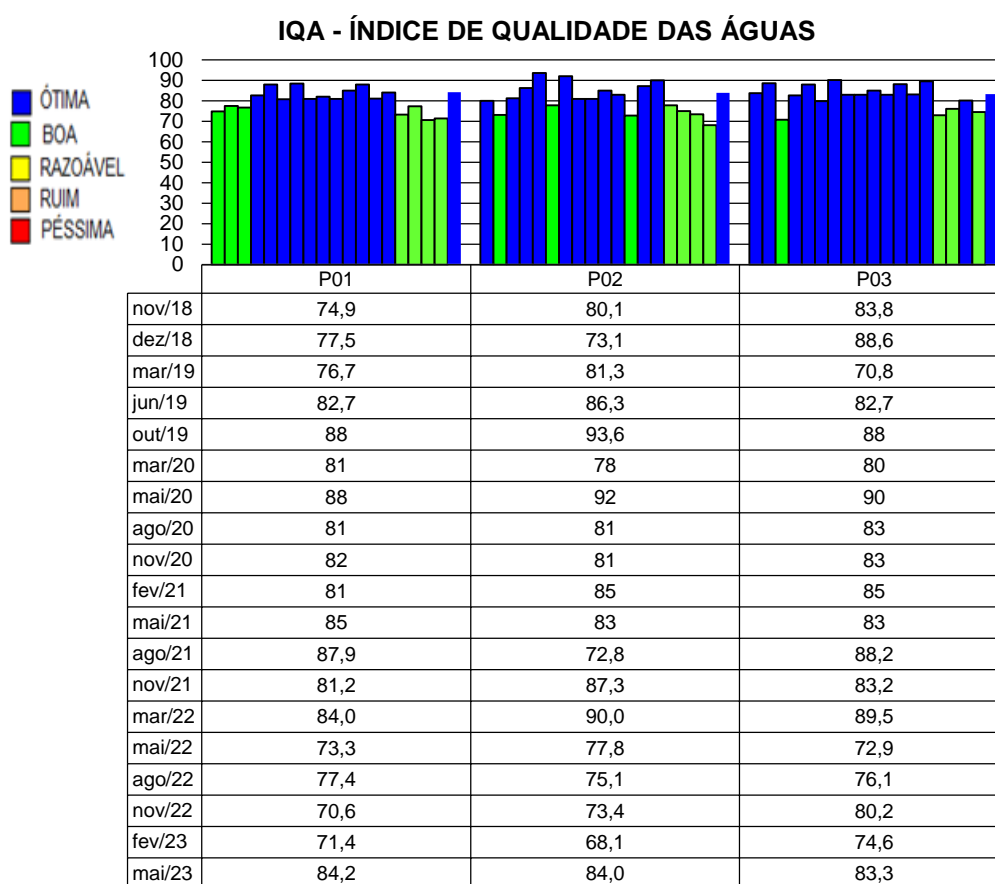 IQA - ÍNDICE DE QUALIDADE DAS ÁGUAS
ÓTIMA
BOA
RAZOÁVEL
RUIM
PÉSSIMA
100
90
80
70
60
50
40
30
20
10
0
P01 P02 P03
nov/18 74,9 80,1 83,8
dez/18 77,5 73,1 88,6
mar/19 76,7 81,3 70,8
jun/19 82,7 86,3 82,7
out/19 88 93,6 88
mar/20 81 78 80
mai/20 88 92 90
ago/20 81 81 83
nov/20 82 81 83
fev/21 81 85 85
mai/21 85 83 83
ago/21 87,9 72,8 88,2
nov/21 81,2 87,3 83,2
mar/22 84,0 90,0 89,5
mai/22 73,3 77,8 72,9
ago/22 77,4 75,1 76,1
nov/22 70,6 73,4 80,2
fev/23 71,4 68,1 74,6
mai/23 84,2 84,0 83,3